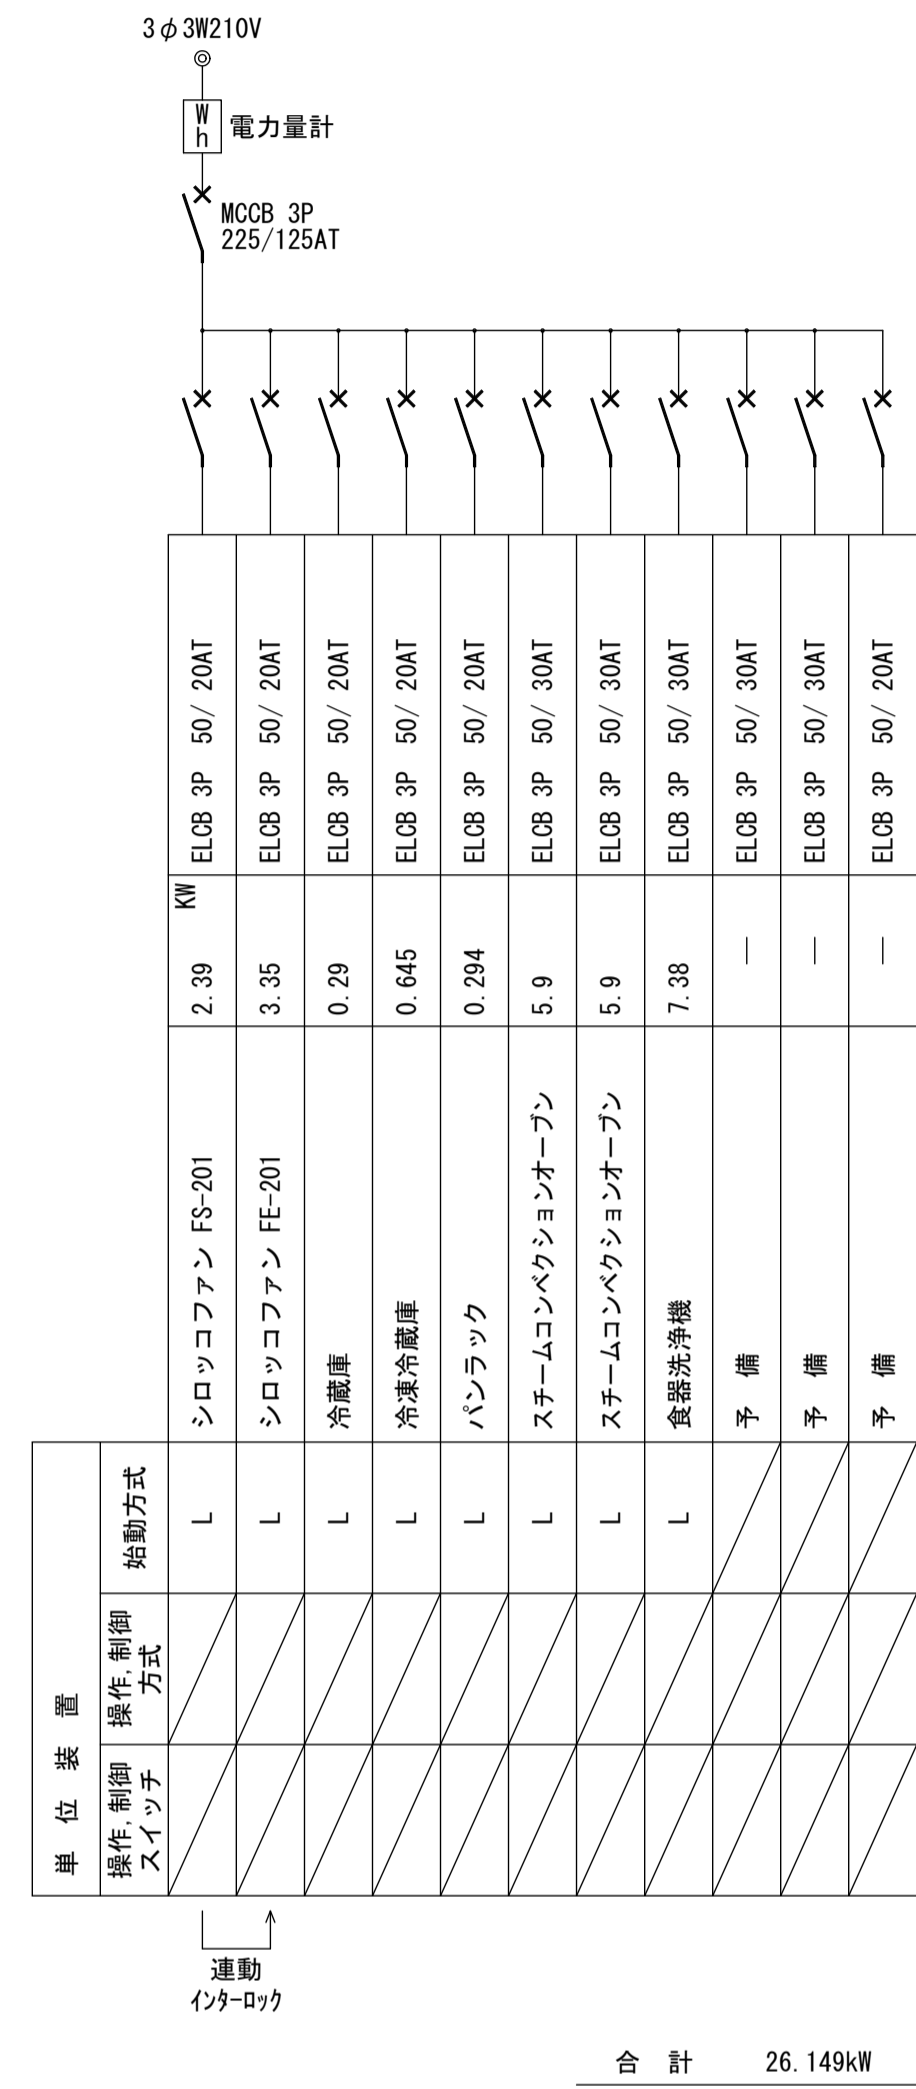 3φ3W210V
Wh
電力量計
MCCB 3P
225/125AT
ELCB 3P 50/ 20AT
ELCB 3P 50/ 20AT
ELCB 3P 50/ 20AT
ELCB 3P 50/ 20AT
ELCB 3P 50/ 20AT
ELCB 3P 50/ 30AT
ELCB 3P 50/ 30AT
ELCB 3P 50/ 30AT
ELCB 3P 50/ 30AT
ELCB 3P 50/ 30AT
ELCB 3P 50/ 20AT
KW
2.39
3.35
0.29
0.645
0.294
5.9
5.9
7.38
—
—
—
シロッコファン FS-201
シロッコファン FE-201
冷蔵庫
冷凍冷蔵庫
パンラック
スチームコンベクションオーブン
スチームコンベクションオーブン
食器洗浄機
予 備
予 備
予 備
単 位 装 置
始動方式
L
L
L
L
L
L
L
L
操作,制御
方式
操作,制御
スイッチ
連動
インターロック
合 計 26.149kW